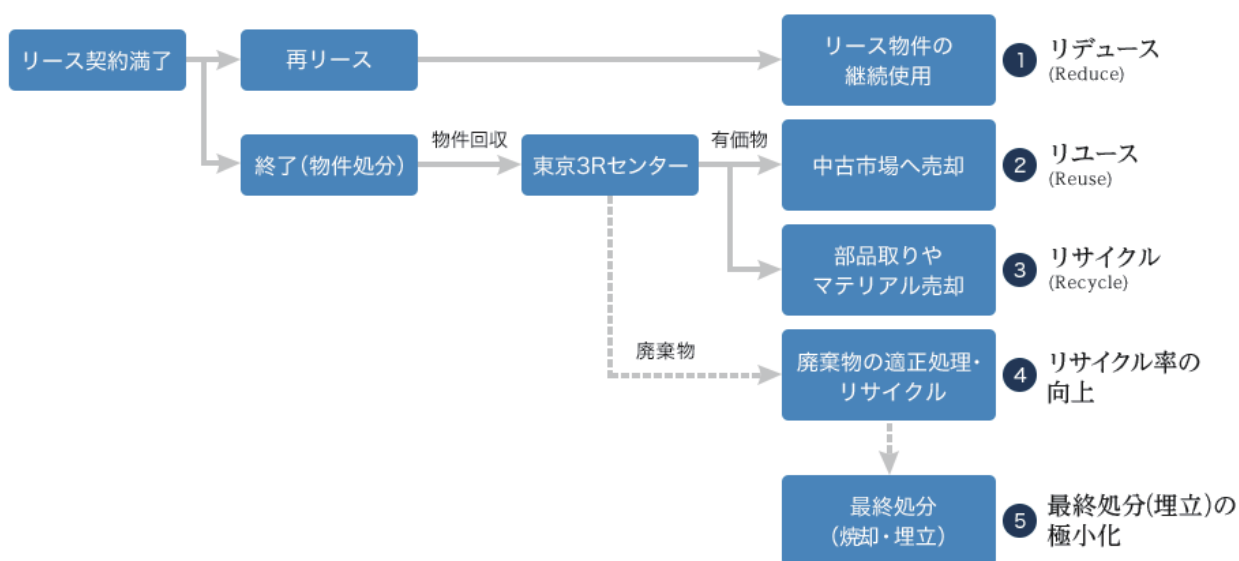 リース契約満了
再リース
リース物件の
継続使用
1
リデュース
(Reduce)
終了(物件処分)
物件回収
東京3Rセンター
有価物
中古市場へ売却
2
リユース
(Reuse)
部品取りや
マテリアル売却
3
リサイクル
(Recycle)
廃棄物
廃棄物の適正処理・
リサイクル
4
リサイクル率の
向上
最終処分
(焼却・埋立)
5
最終処分(埋立)の
極小化